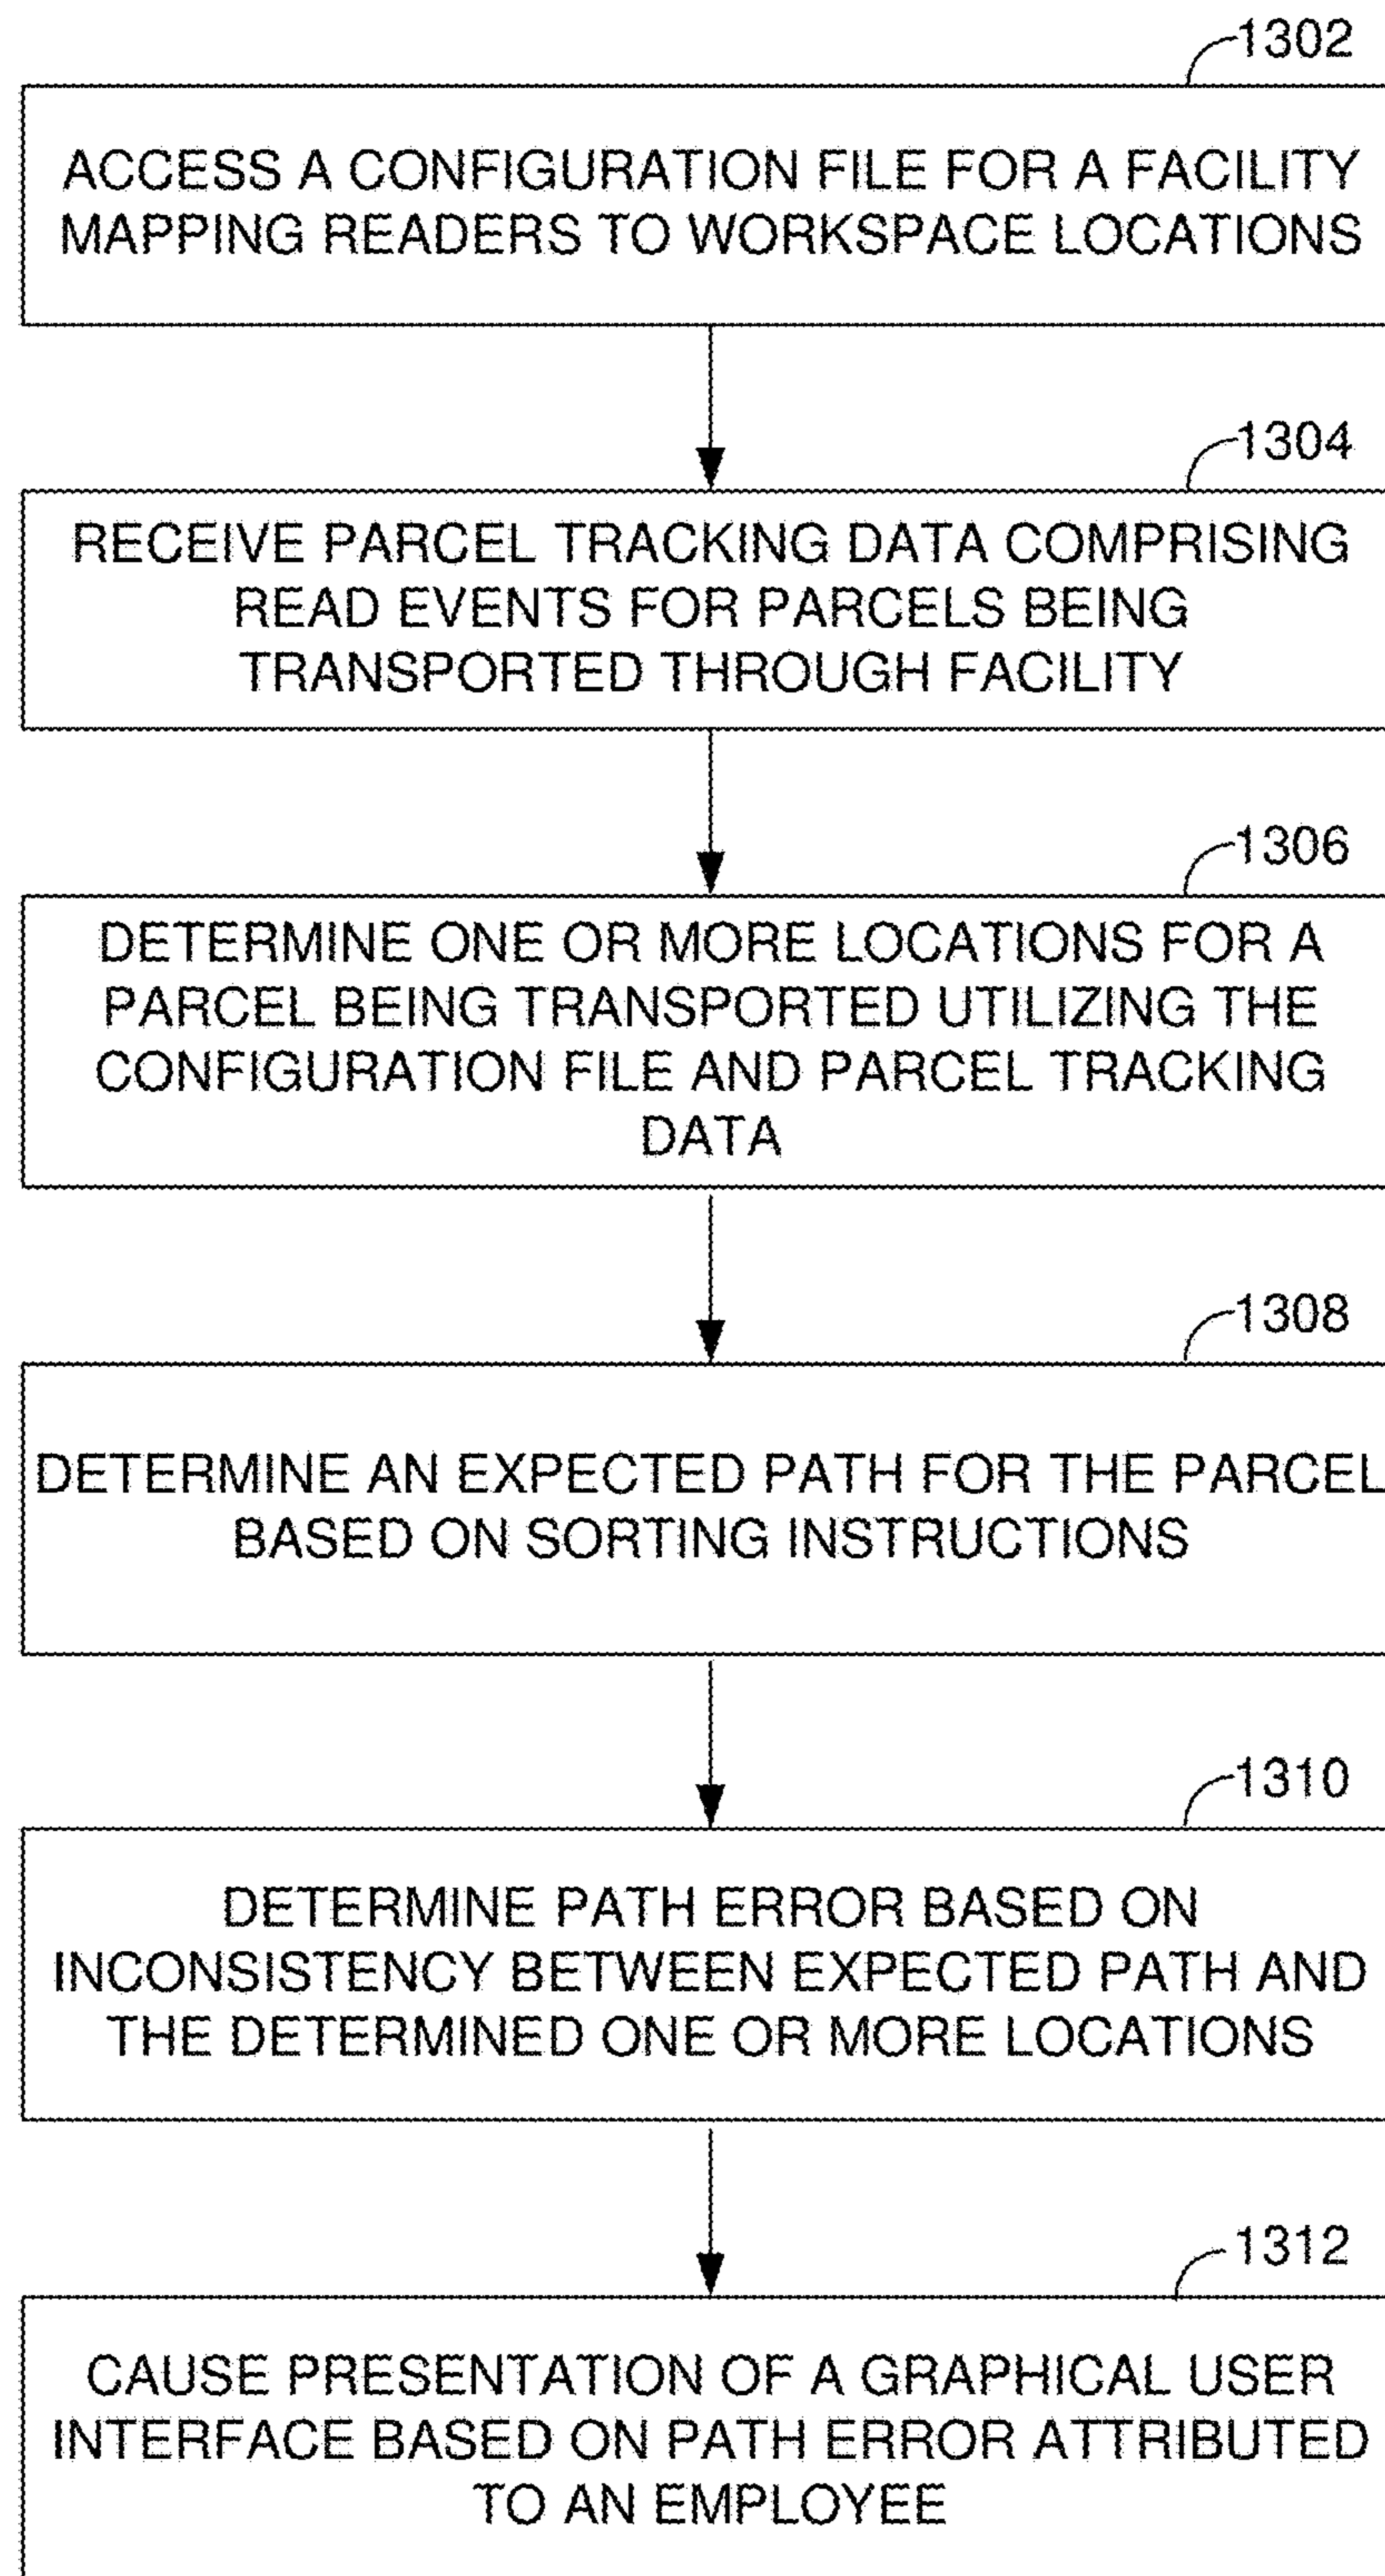 1302
ACCESS A CONFIGURATION FILE FOR A FACILITY
MAPPING READERS TO WORKSPACE LOCATIONS
1304
RECEIVE PARCEL TRACKING DATA COMPRISING
READ EVENTS FOR PARCELS BEING
TRANSPORTED THROUGH FACILITY
1306
DETERMINE ONE OR MORE LOCATIONS FOR A
PARCEL BEING TRANSPORTED UTILIZING THE
CONFIGURATION FILE AND PARCEL TRACKING
DATA
1308
DETERMINE AN EXPECTED PATH FOR THE PARCEL
BASED ON SORTING INSTRUCTIONS
1310
DETERMINE PATH ERROR BASED ON
INCONSISTENCY BETWEEN EXPECTED PATH AND
THE DETERMINED ONE OR MORE LOCATIONS
1312
CAUSE PRESENTATION OF A GRAPHICAL USER
INTERFACE BASED ON PATH ERROR ATTRIBUTED
TO AN EMPLOYEE